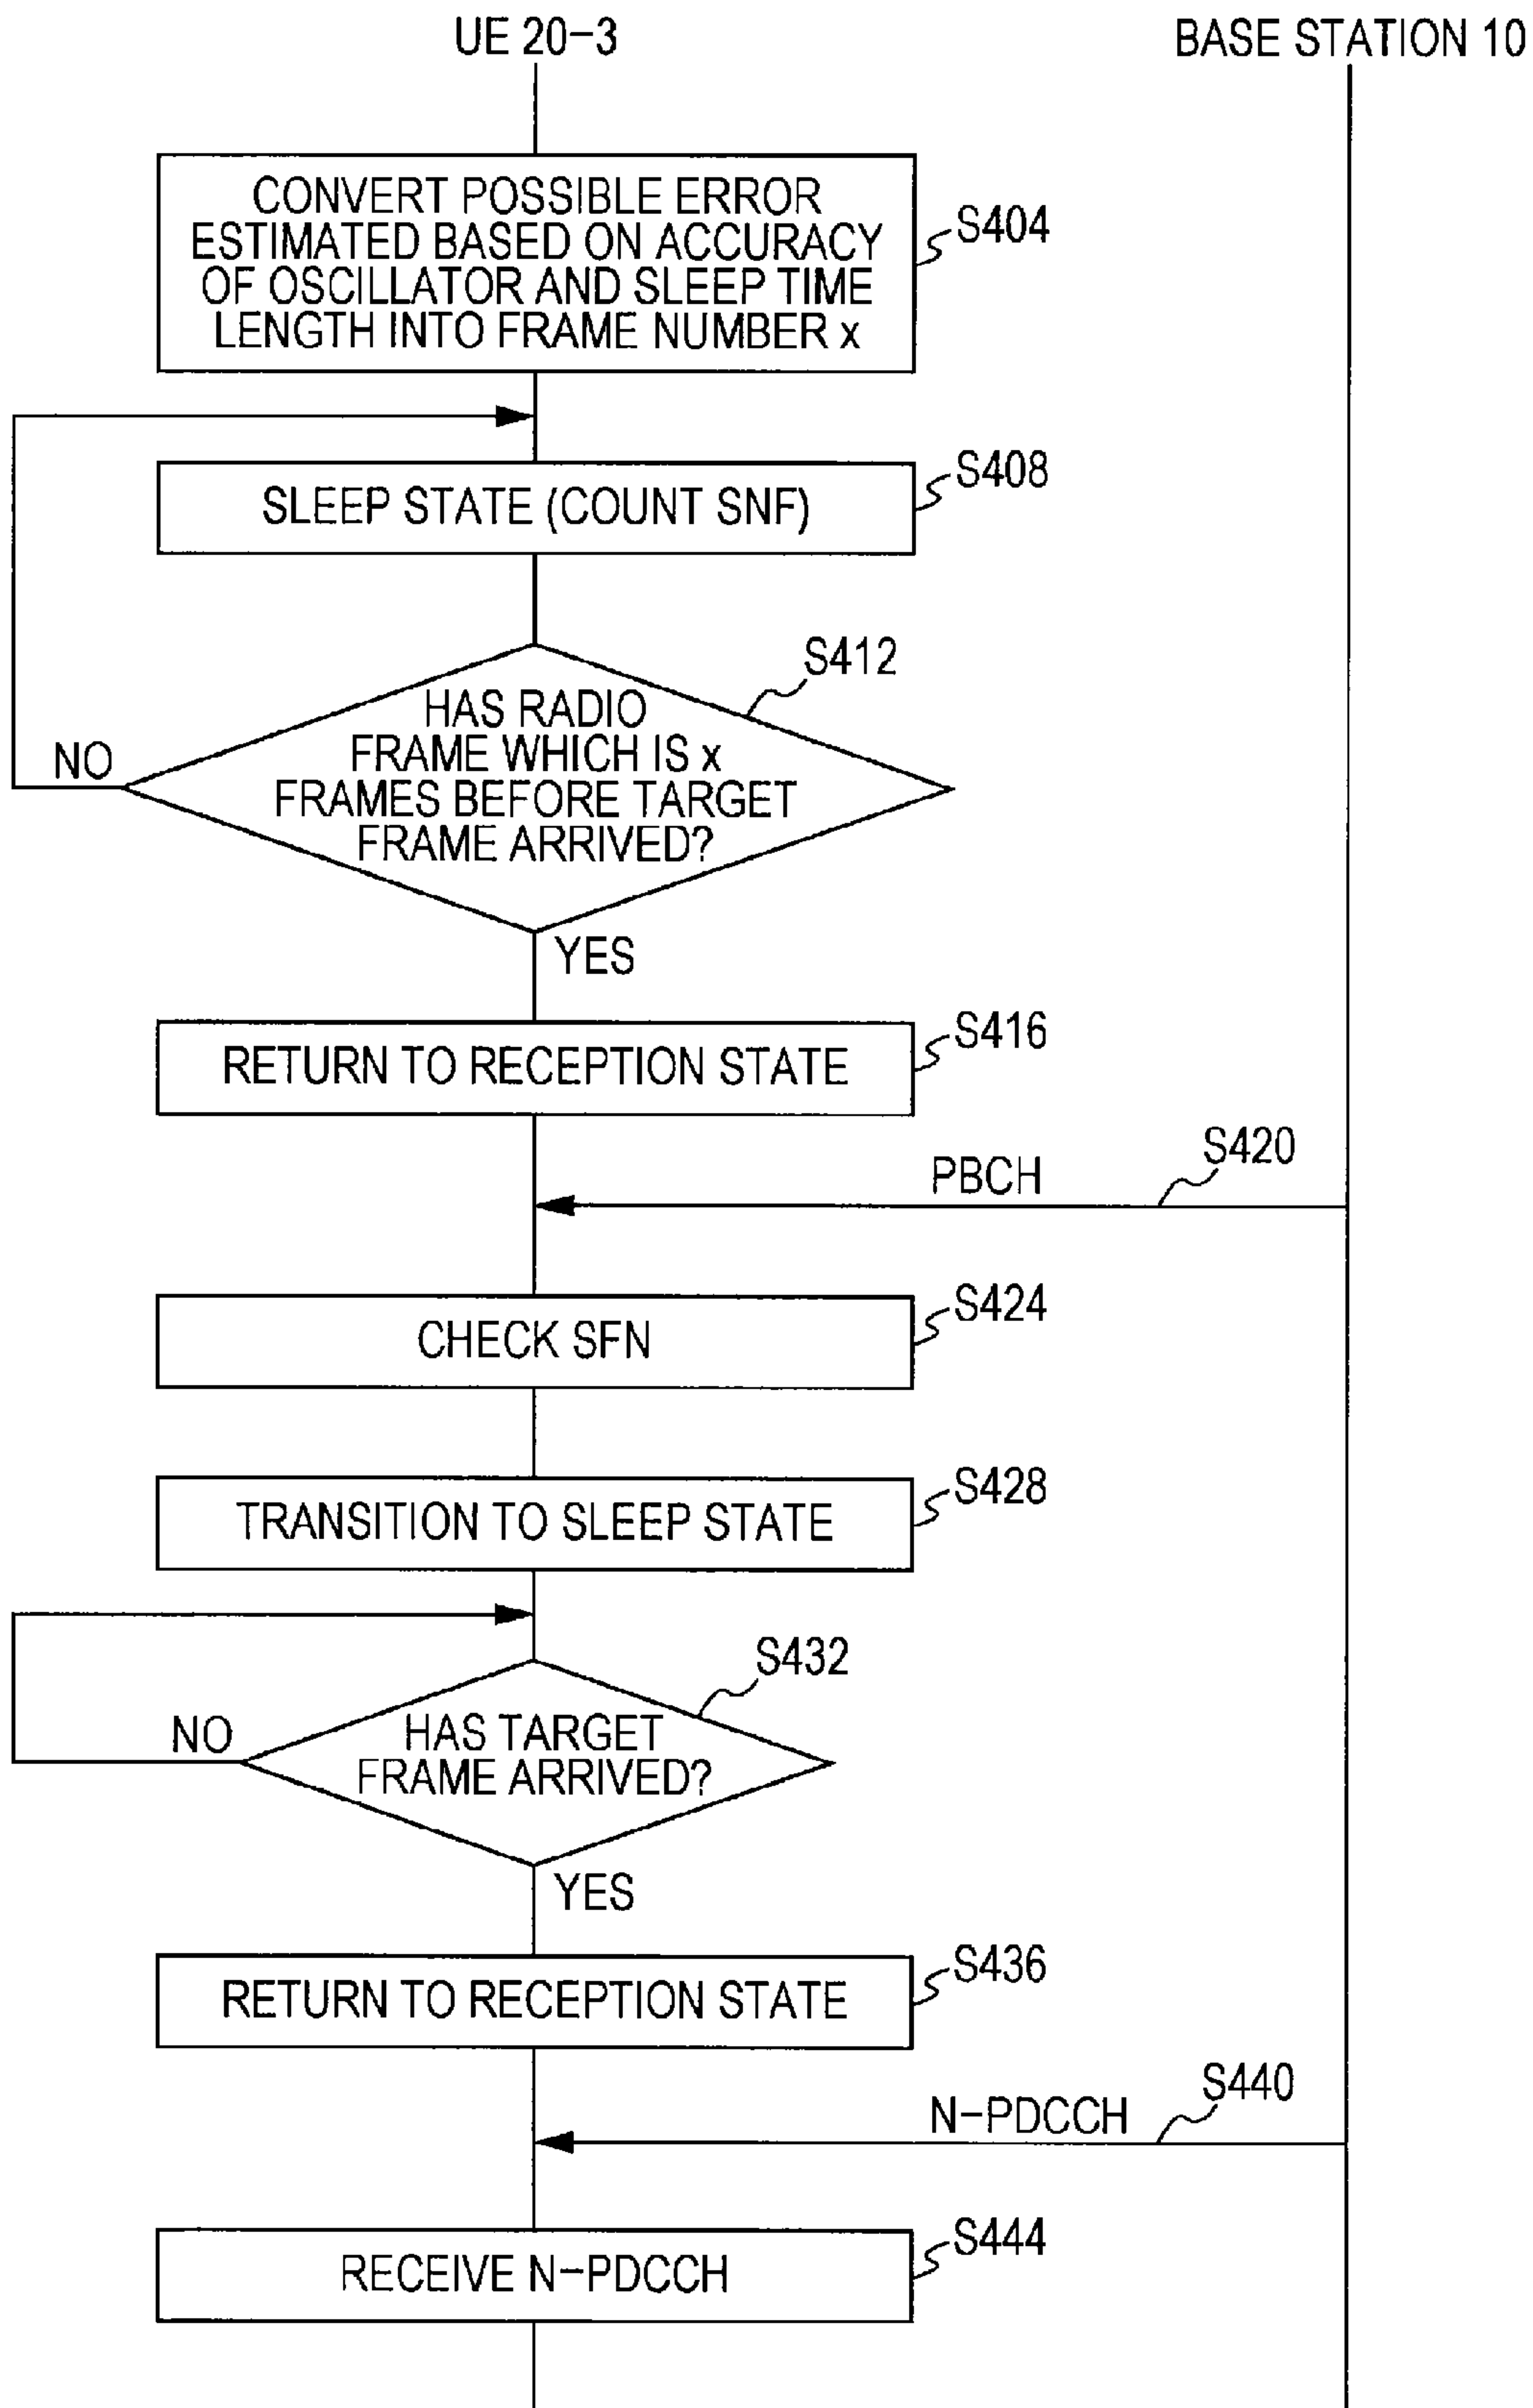 UE 20-3
BASE STATION 10
CONVERT POSSIBLE ERROR
ESTIMATED BASED ON ACCURACY
OF OSCILLATOR AND SLEEP TIME
LENGTH INTO FRAME NUMBER x
S404
SLEEP STATE (COUNT SNF)
S408
S412
HAS RADIO
FRAME WHICH IS x
FRAMES BEFORE TARGET
FRAME ARRIVED?
NO
YES
RETURN TO RECEPTION STATE
S416
PBCH
S420
CHECK SFN
S424
TRANSITION TO SLEEP STATE
S428
S432
HAS TARGET
FRAME ARRIVED?
NO
YES
RETURN TO RECEPTION STATE
S436
N-PDCCH
S440
RECEIVE N-PDCCH
S444